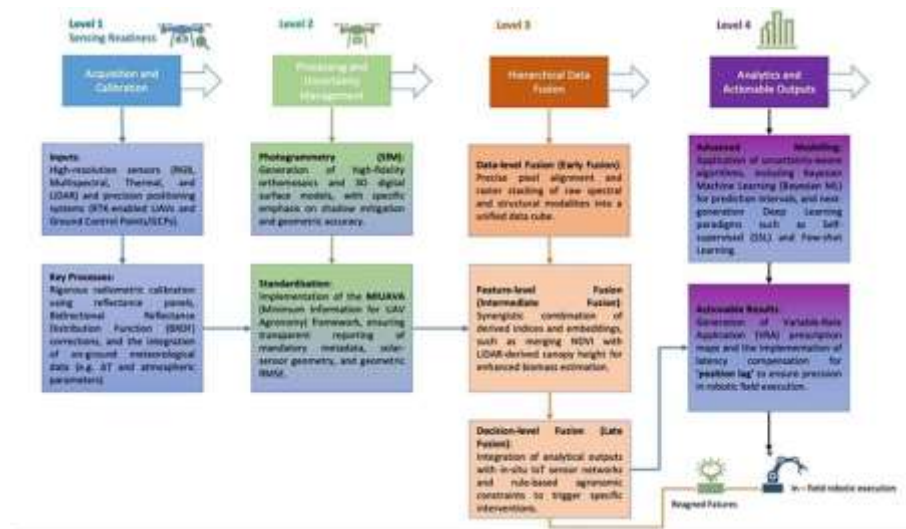 Level 1
Sensing Readiness
Acquisition and
Calibration
Inputs:
High-resolution sensors (RGB,
Multispectral, Thermal, and
LiDAR) and precision positioning
systems (RTK-enabled UAVs and
Ground Control Points/GCPs).
Key Processes:
Rigorous radiometric calibration
using reflectance panels,
Bidirectional Reflectance
Distribution Function (BRDF)
corrections, and the integration
of on-ground meteorological
data (e.g. ΔT and atmospheric
parameters).
Level 2
Processing and
Uncertainty
Management
Photogrammetry (SfM):
Generation of high-fidelity
orthomosaics and 3D digital
surface models, with specific
emphasis on shadow mitigation
and geometric accuracy.
Standardisation:
Implementation of the MIUAVA
(Minimum Information for UAV
Agronomy) framework, ensuring
transparent reporting of
mandatory metadata, solar-
sensor geometry, and geometric
RMSE.
Level 3
Hierarchical Data
Fusion
Data-level Fusion (Early Fusion):
Precise pixel alignment and
raster stacking of raw spectral
and structural modalities into a
unified data cube.
Feature-level Fusion
(Intermediate Fusion):
Synergistic combination of
derived indices and embeddings,
such as merging NDVI with
LiDAR-derived canopy height for
enhanced biomass estimation.
Decision-level Fusion (Late
Fusion):
Integration of analytical outputs
with in-situ IoT sensor networks
and rule-based agronomic
constraints to trigger specific
interventions.
Level 4
Analytics and
Actionable Outputs
Advanced Modelling:
Application of uncertainty-aware
algorithms, including Bayesian
Machine Learning (Bayesian ML)
for prediction intervals, and next-
generation Deep Learning
paradigms such as Self-
supervised (SSL) and Few-shot
Learning.
Actionable Results:
Generation of Variable-Rate
Application (VRA) prescription
maps and the implementation of
latency compensation for
'position lag' to ensure precision
in robotic field execution.
In - field robotic execution